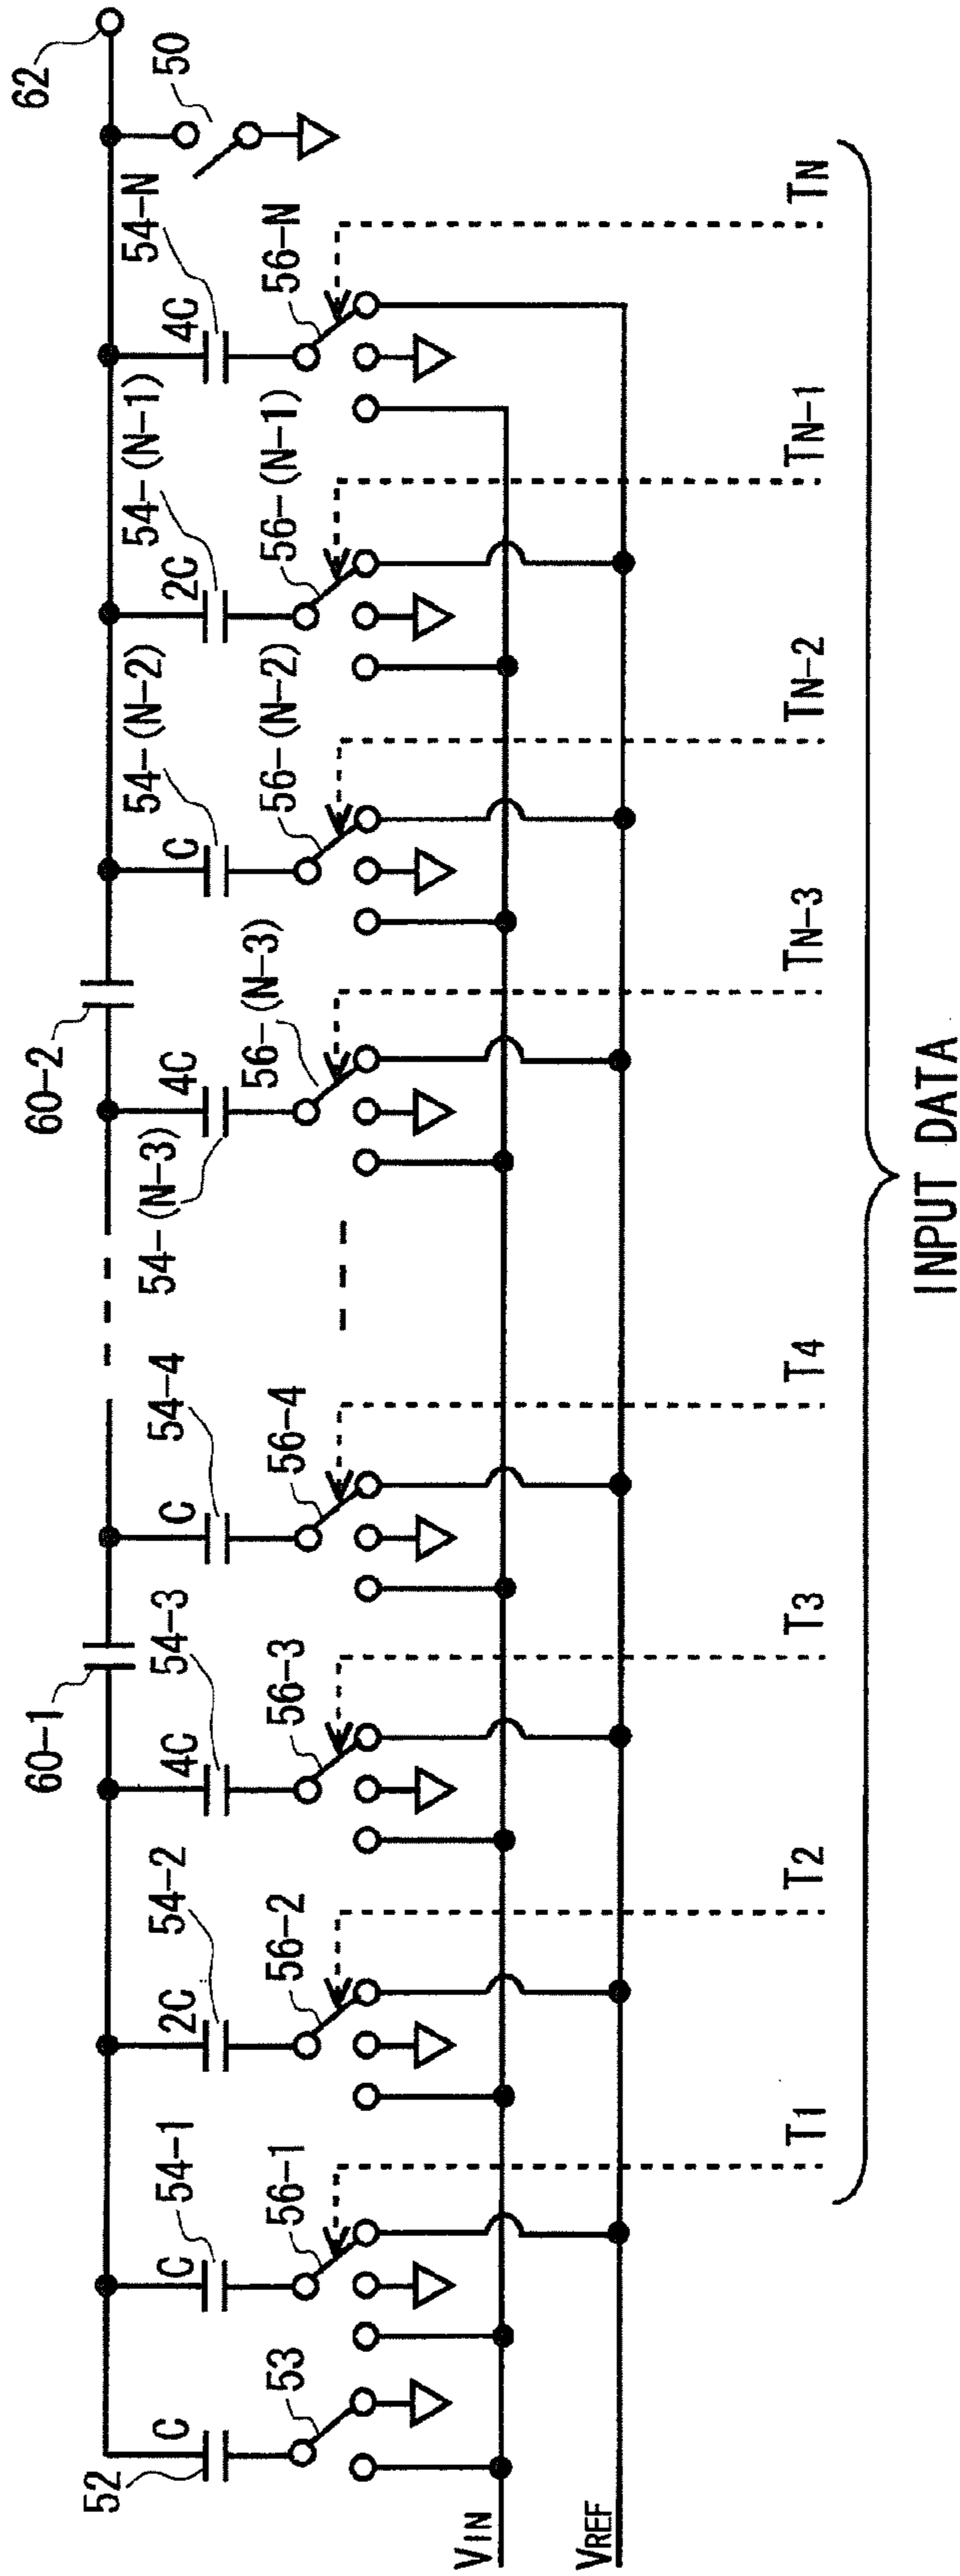 62
60-2
60-1
50
54-N
54-(N-1)
54-(N-2)
54-(N-3)
54-4
54-3
54-2
54-1
52
4C
2C
C
4C
C
4C
2C
C
C
56-N
56-(N-1)
56-(N-2)
56-(N-3)
56-4
56-3
56-2
56-1
53
VIN
VREF
TN
TN-1
TN-2
TN-3
T4
T3
T2
T1
INPUT DATA